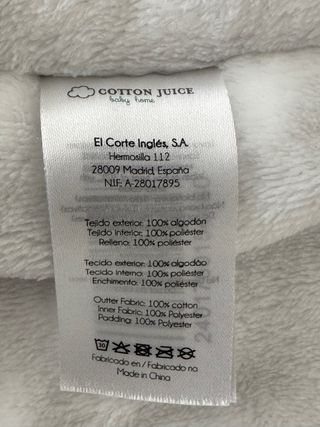 COTTON JUICE
baby home
El Corte Inglés, S.A.
Hermosilla 112
28009 Madrid, España
N.I.F. A-28017895
Tejido exterior: 100% algodón
Tejido interior: 100% poliéster
Relleno: 100% poliéster
Tecido exterior: 100% algodão
Tecido interno: 100% poliéster
Enchimento: 100% poliéster
Outter Fabric: 100% cotton
Inner Fabric: 100% Polyester
Padding: 100% Polyester
30
Fabricado en / Fabricado na
Made in China